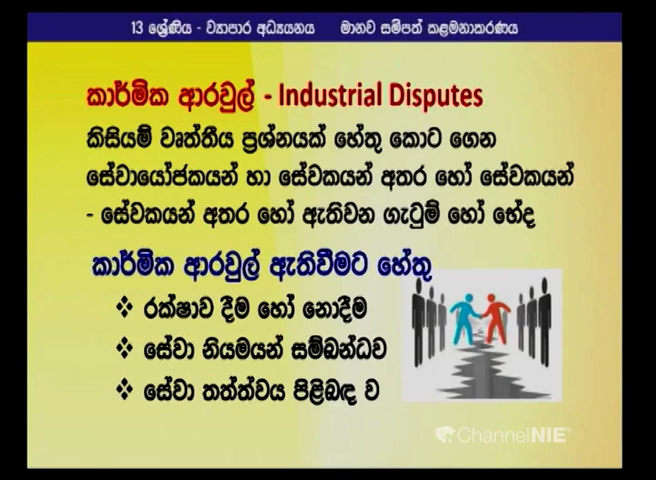 13 ශ්‍රේණිය - ව්‍යාපාර අධ්‍යයනය මානව සම්පත් කළමනාකරණය
කාර්මික ආරවුල් - Industrial Disputes
කිසියම් වෘත්තීය ප්‍රශ්නයක් හේතු කොට ගෙන
සේවායෝජකයන් හා සේවකයන් අතර හෝ සේවකයන්
- සේවකයන් අතර හෝ ඇතිවන ගැටුම් හෝ භේද
කාර්මික ආරවුල් ඇතිවීමට හේතු
❖ රක්ෂාව දීම හෝ නොදීම
❖ සේවා නියමයන් සම්බන්ධව
❖ සේවා තත්ත්වය පිළිබඳ ව
ChannelNIE